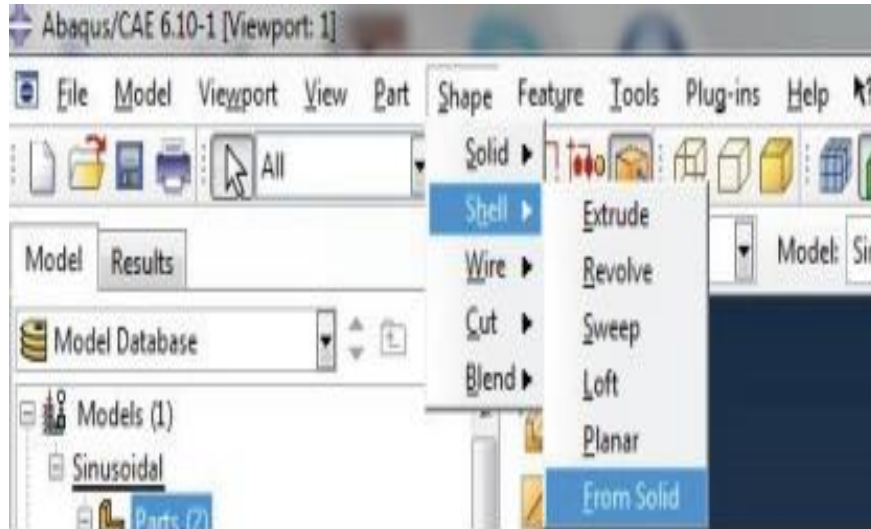 Abaqus/CAE 6.10-1 [Viewport: 1]
File Model Viewport View Part Shape Feature Tools Plug-ins Help
All
Solid
Shell
Extrude
Model Results
Wire
Revolve
Model:
Cut
Sweep
Model Database
Blend
Loft
Models (1)
Planar
Sinusoidal
From Solid
Parts (2)